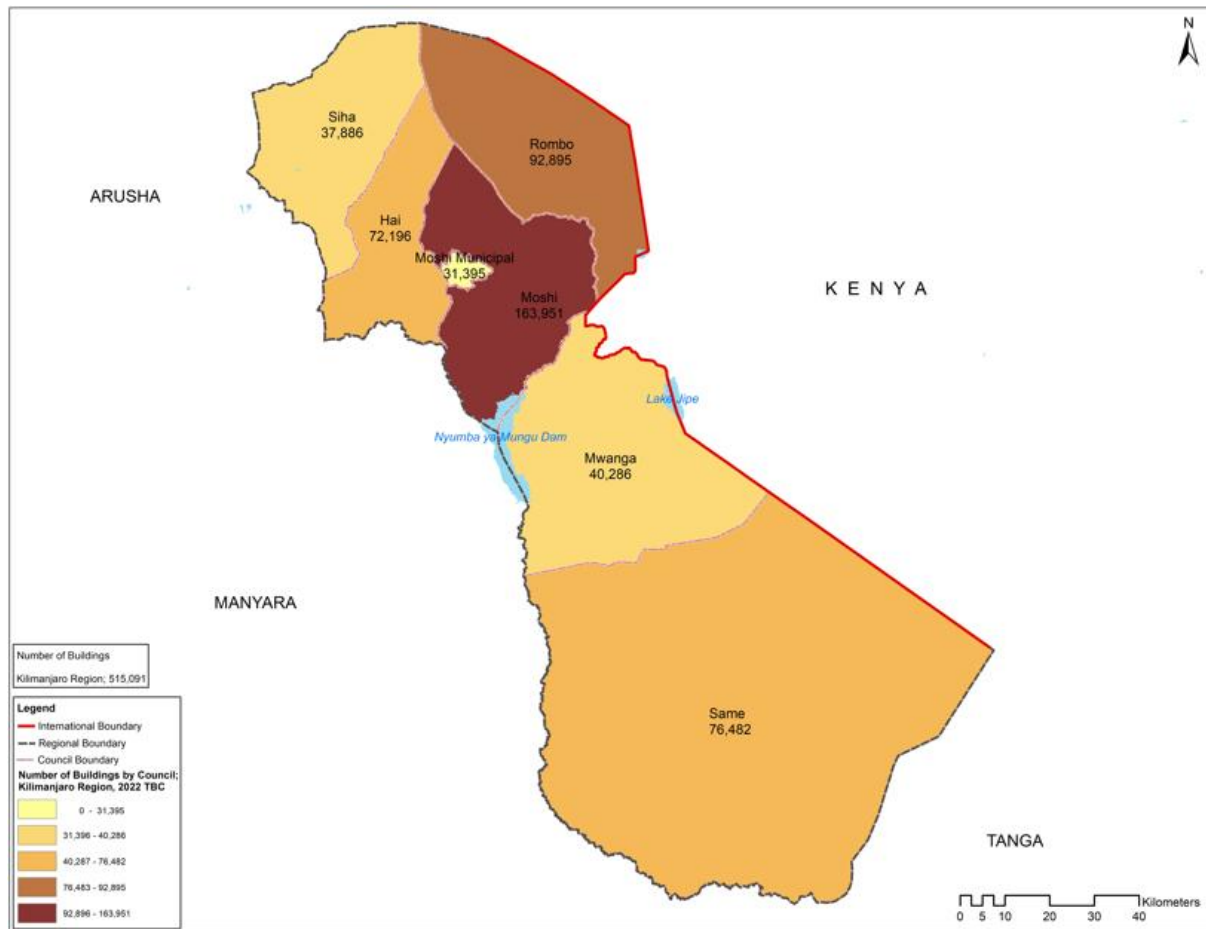 N
Siha
37,886
Rombo
92,895
ARUSHA
Hai
72,196
Moshi Municipal
31,395
KENYA
Moshi
163,951
Lake Jipe
Nyumba ya Mungu Dam
Mwanga
40,286
MANYARA
Number of Buildings
Kilimanjaro Region; 515,091
Legend
International Boundary
Regional Boundary
Council Boundary
Number of Buildings by Council;
Kilimanjaro Region, 2022 TBC
0 - 31,395
31,396 - 40,286
40,287 - 76,482
76,483 - 92,895
92,896 - 163,951
Same
76,482
TANGA
Kilometers
0 5 10 20 30 40